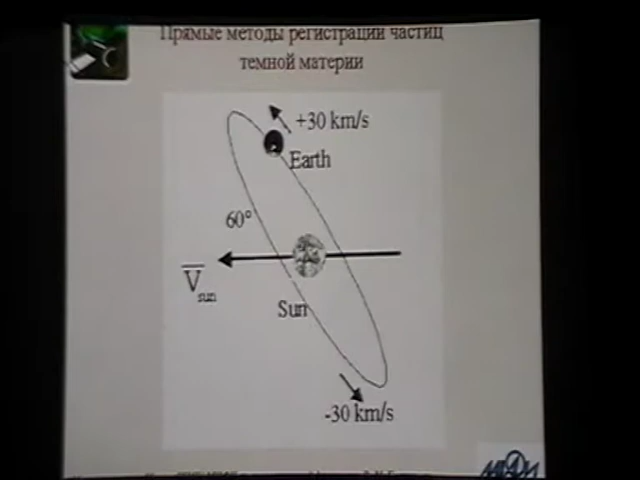 Прямые методы регистрации частиц
темной материи
+30 km/s
Earth
60°
V sun
Sun
-30 km/s